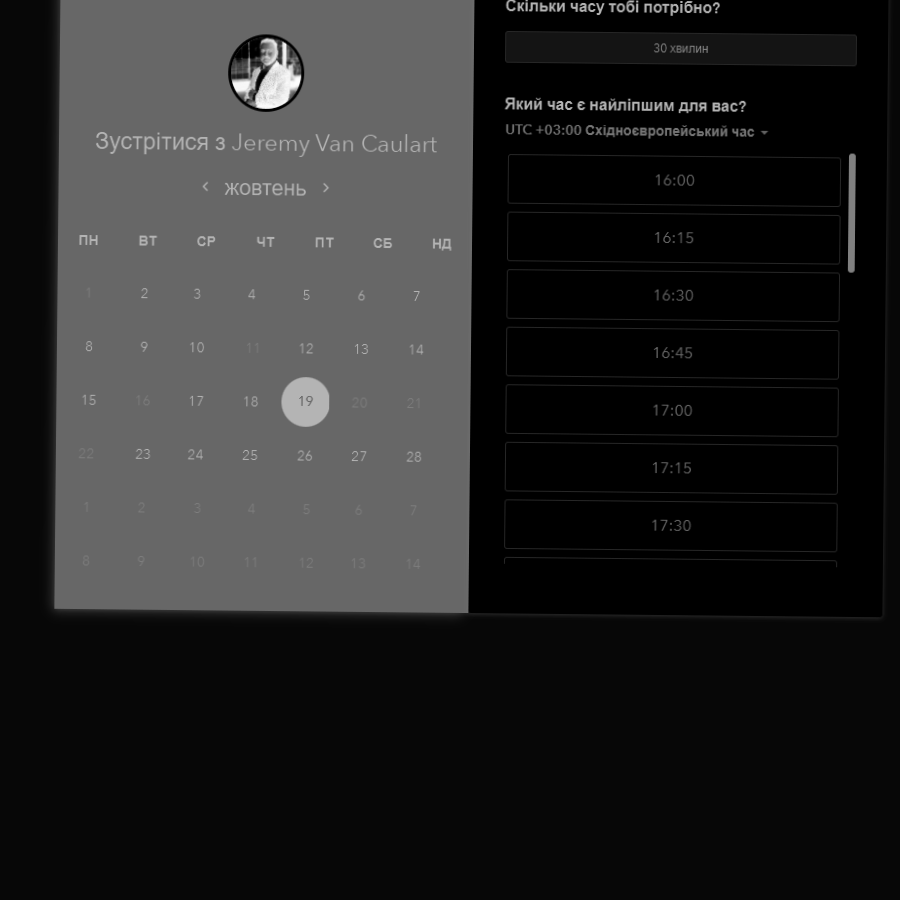 Зустрітися з Jeremy Van Caulart
‹ жовтень ›
ПН ВТ СР ЧТ ПТ СБ НД
1 2 3 4 5 6 7
8 9 10 11 12 13 14
15 16 17 18 19 20 21
22 23 24 25 26 27 28
1 2 3 4 5 6 7
8 9 10 11 12 13 14
Скільки часу тобі потрібно?
30 хвилин
Який час є найліпшим для вас?
UTC +03:00 Східноєвропейський час
16:00
16:15
16:30
16:45
17:00
17:15
17:30